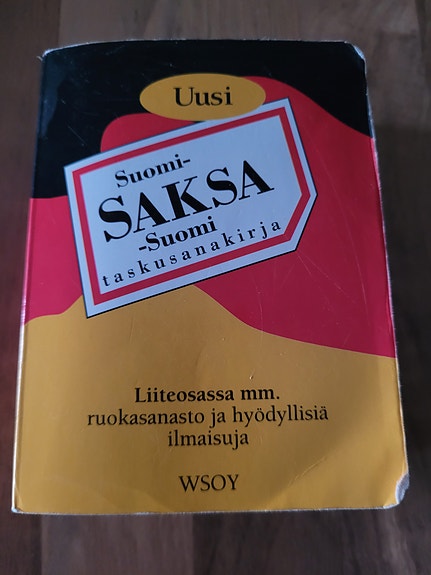 Uusi
Suomi-
SAKSA
-Suomi
taskusanakirja
Liiteosassa mm.
ruokasanasto ja hyödyllisiä
ilmaisuja
WSOY